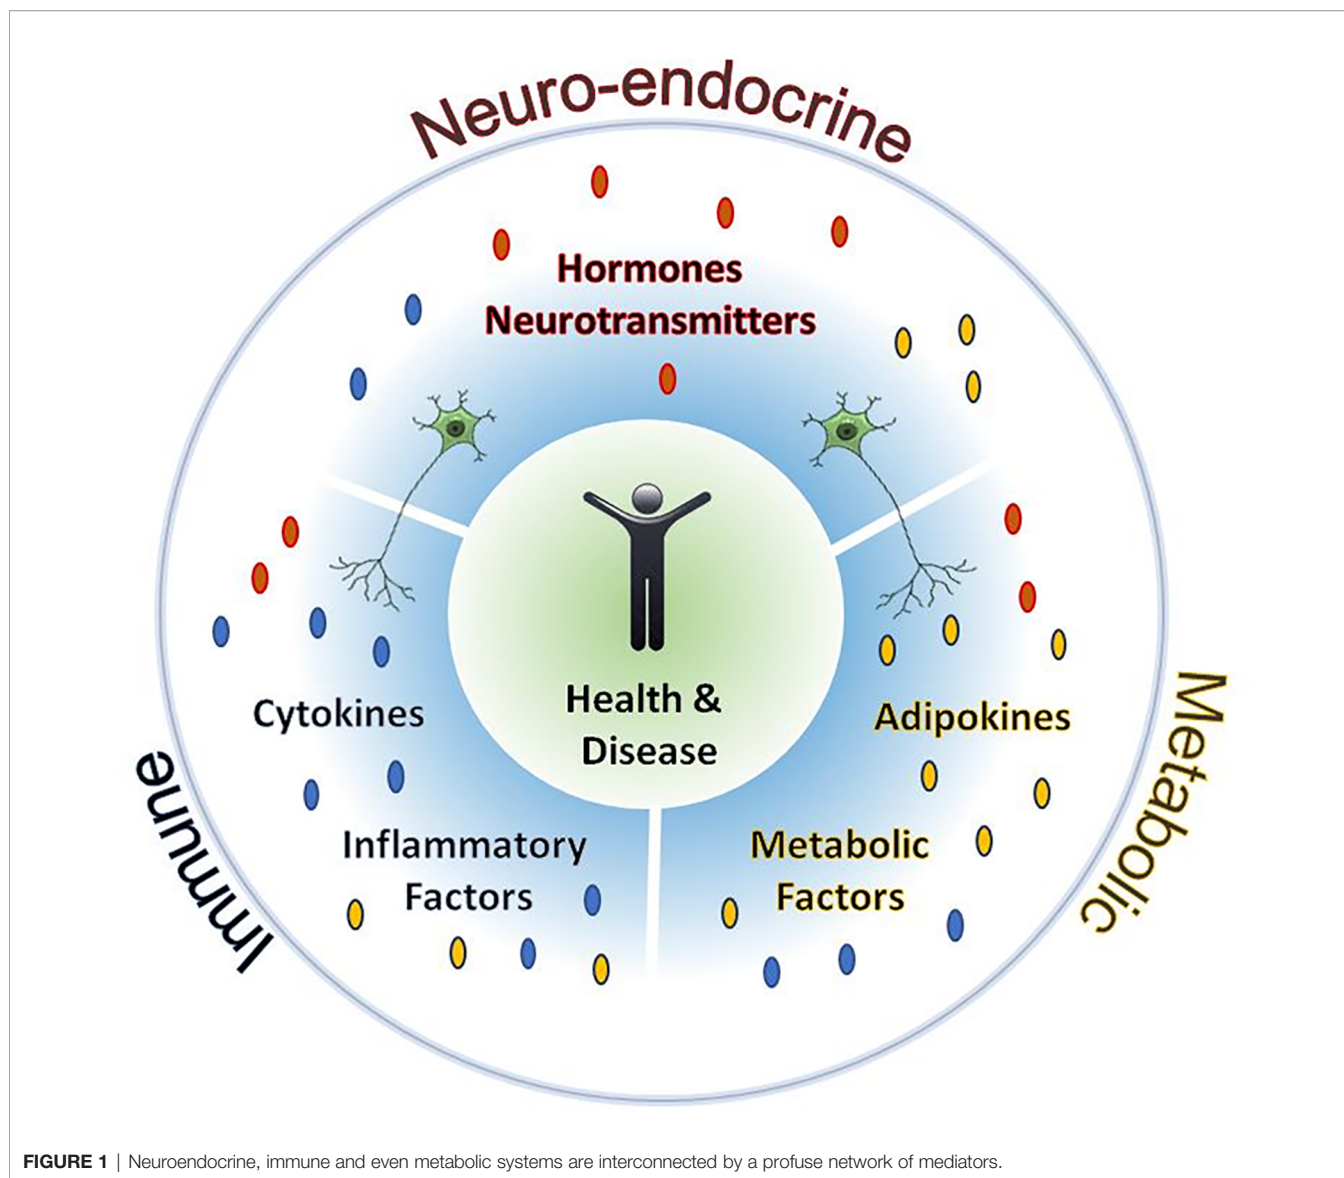 Neuro-endocrine
Hormones
Neurotransmitters
Cytokines
Health &
Disease
Adipokines
Immune
Metabolic
Inflammatory
Factors
Metabolic
Factors
FIGURE 1 | Neuroendocrine, immune and even metabolic systems are interconnected by a profuse network of mediators.